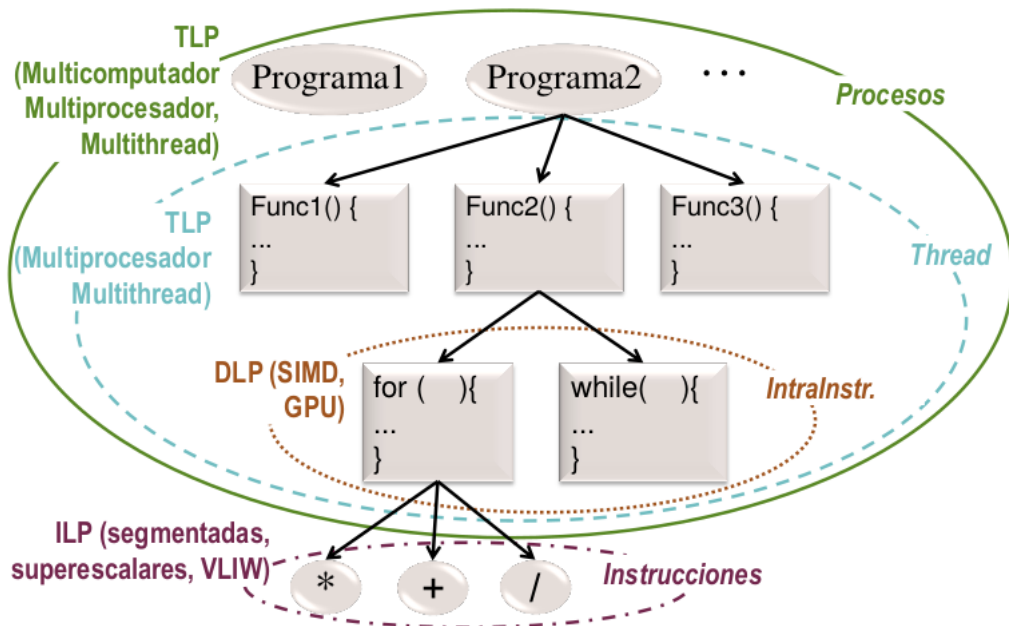 TLP
(Multicomputador
Multiprocesador,
Multithread)
Programa1
Programa2
...
Procesos
TLP
(Multiprocesador
Multithread)
Func1() {
...
}
Func2() {
...
}
Func3() {
...
}
Thread
DLP (SIMD,
GPU)
for (    ){
...
}
while(    ){
...
}
IntraInstr.
ILP (segmentadas,
superescalares, VLIW)
*
+
/
Instrucciones